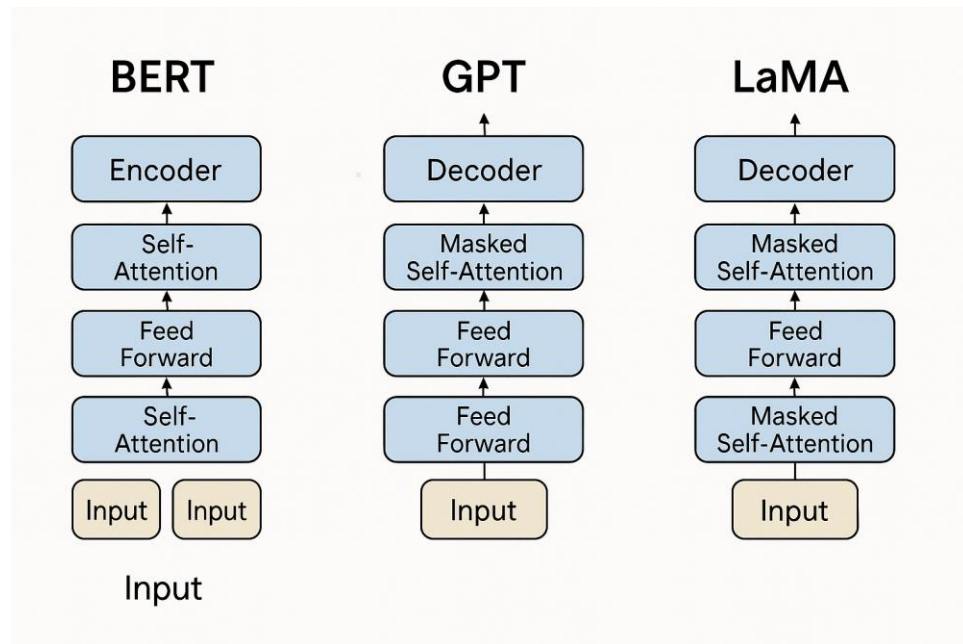 BERT
Encoder
Self-
Attention
Feed
Forward
Self-
Attention
Input
Input
Input
GPT
Decoder
Masked
Self-Attention
Feed
Forward
Feed
Forward
Input
LaMA
Decoder
Masked
Self-Attention
Feed
Forward
Masked
Self-Attention
Input